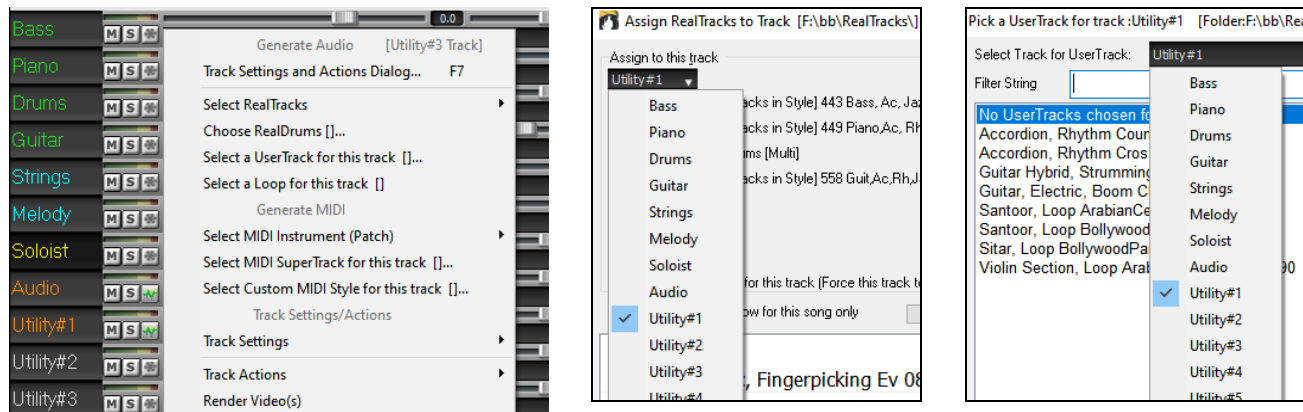 Bass
M S
Piano
M S
Drums
M S
Guitar
M S
Strings
M S
Melody
M S
Soloist
M S
Audio
M S
Utility#1
M S
Utility#2
M S
Utility#3
M S
0.0
Generate Audio [Utility#3 Track]
Track Settings and Actions Dialog... F7
Select RealTracks
Choose RealDrums []...
Select a UserTrack for this track []...
Select a Loop for this track []
Generate MIDI
Select MIDI Instrument (Patch)
Select MIDI SuperTrack for this track []...
Select Custom MIDI Style for this track []...
Track Settings/Actions
Track Settings
Track Actions
Render Video(s)
Assign RealTracks to Track [F:\bb\RealTracks\]
Assign to this track
Utility#1
Bass
Piano
Drums
Guitar
Strings
Melody
Soloist
Audio
Utility#1
Utility#2
Utility#3
Utility#4
acks in Style] 443 Bass, Ac, Jaz
acks in Style] 449 Piano,Ac, Rh
ms [Multi]
acks in Style] 558 Guit,Ac,Rh,J
for this track (Force this track t
ow for this song only
, Fingerpicking Ev 08
Pick a UserTrack for track :Utility#1 [Folder:F:\bb\Rea
Select Track for UserTrack: Utility#1
Filter String
No UserTracks chosen fo
Accordion, Rhythm Coun
Accordion, Rhythm Cros
Guitar Hybrid, Strumming
Guitar, Electric, Boom C
Santoor, Loop ArabianCe
Santoor, Loop Bollywood
Sitar, Loop BollywoodPa
Violin Section, Loop Arab
90
Bass
Piano
Drums
Guitar
Strings
Melody
Soloist
Audio
Utility#1
Utility#2
Utility#3
Utility#4
Utility#5